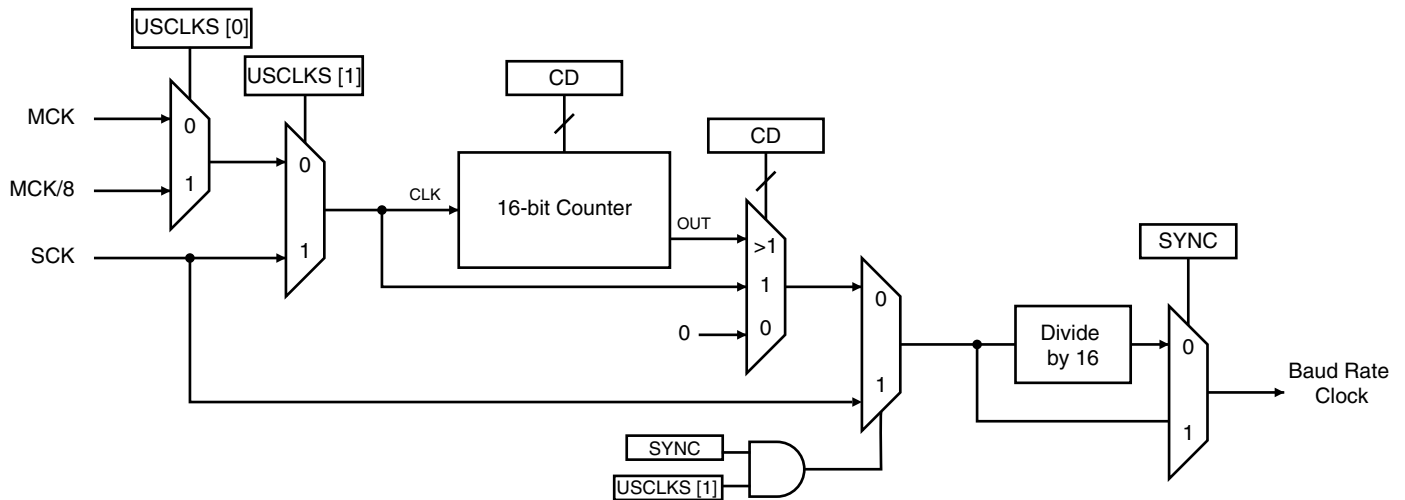 USCLKS [0]
USCLKS [1]
CD
CD
MCK
0
MCK/8
1
0
1
SCK
CLK
16-bit Counter
OUT
>1
1
0
0
SYNC
0
1
Divide
by 16
0
1
Baud Rate
Clock
SYNC
USCLKS [1]